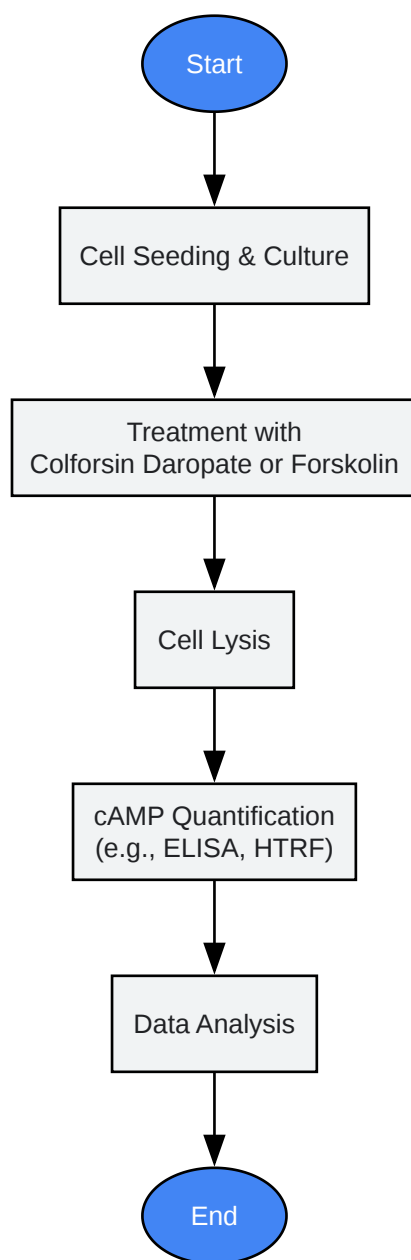 Start
Cell Seeding & Culture
Treatment with
Colforsin Daropate or Forskolin
Cell Lysis
cAMP Quantification
(e.g., ELISA, HTRF)
Data Analysis
End